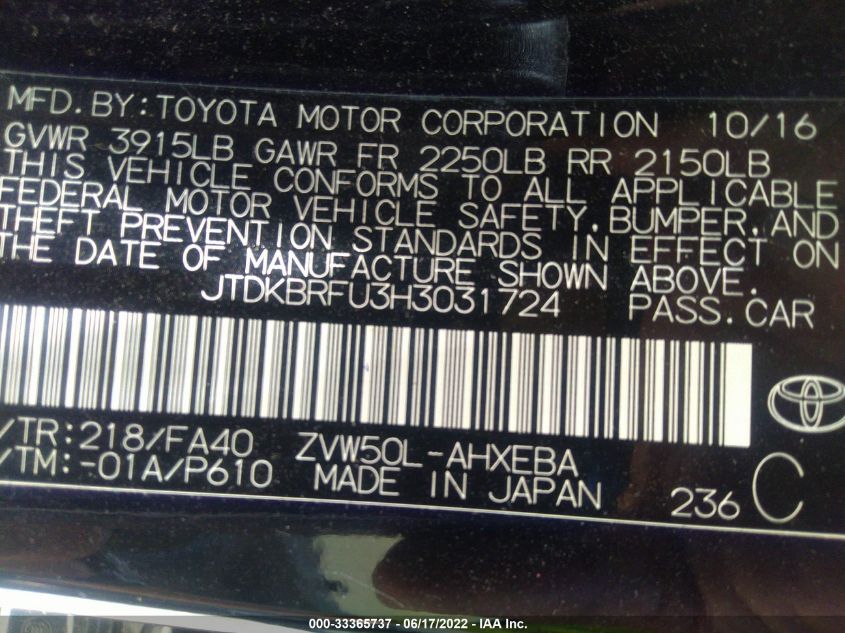 MFD. BY: TOYOTA MOTOR CORPORATION 10/16
GVWR 3915LB GAWR FR 2250LB RR 2150LB
THIS VEHICLE CONFORMS TO ALL APPLICABLE
FEDERAL MOTOR VEHICLE SAFETY, BUMPER, AND
THEFT PREVENTION STANDARDS IN EFFECT ON
THE DATE OF MANUFACTURE SHOWN ABOVE.
JTDKBRFU3H3031724 PASS. CAR
/TR: 218/FA40 ZVW50L-AHXEBA
/TM: -01A/P610 MADE IN JAPAN 236 C
000-33365737 - 06/17/2022 - IAA Inc.